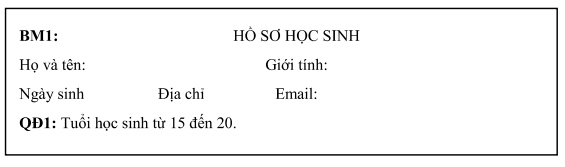 BM1: HỒ SƠ HỌC SINH
Họ và tên: Giới tính:
Ngày sinh Địa chỉ Email:
QĐ1: Tuổi học sinh từ 15 đến 20.